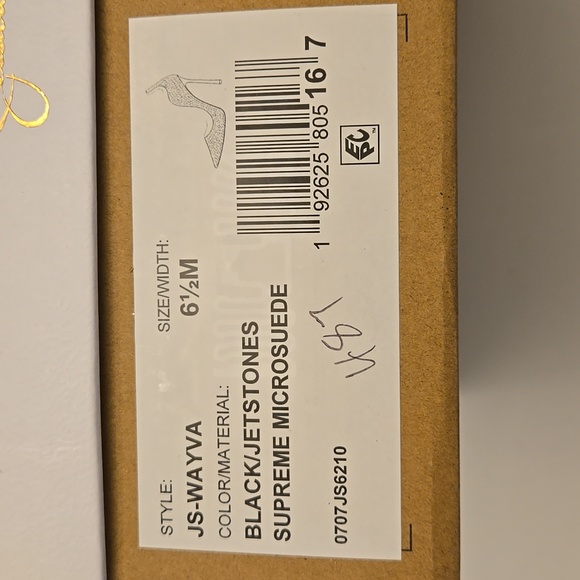 STYLE:
JS-WAYVA
SIZE/WIDTH:
6½M
COLOR/MATERIAL:
BLACK/JETSTONES
SUPREME MICROSUEDE
0707JS6210
1 92625 805 16 7
EPC